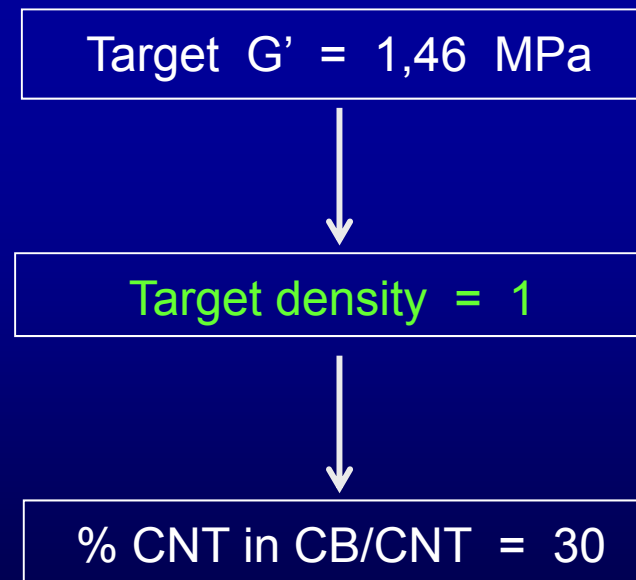 Target G’ = 1,46 MPa
Target density = 1
% CNT in CB/CNT = 30